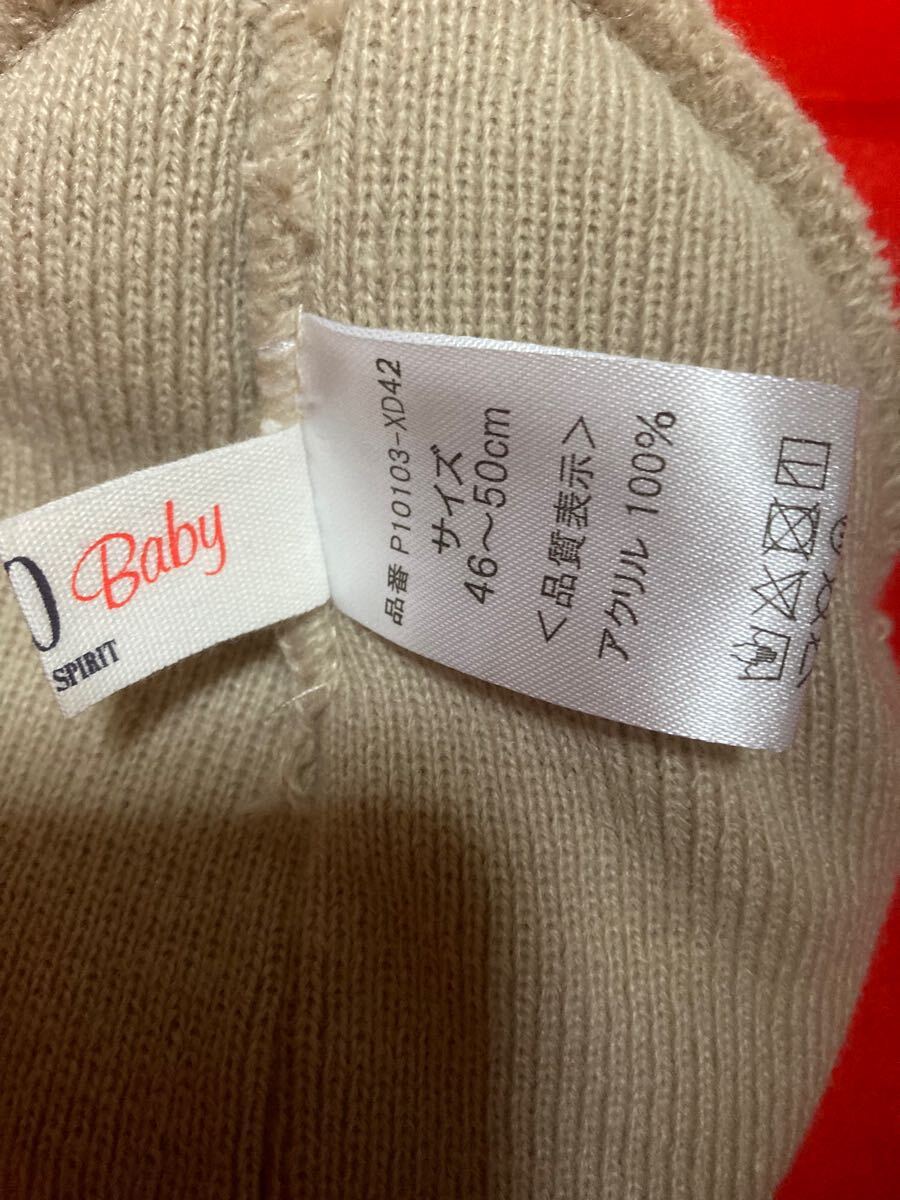 Baby
SPIRIT
品番 P10103-XD42
サイズ
46～50cm
<品質表示>
アクリル 100%